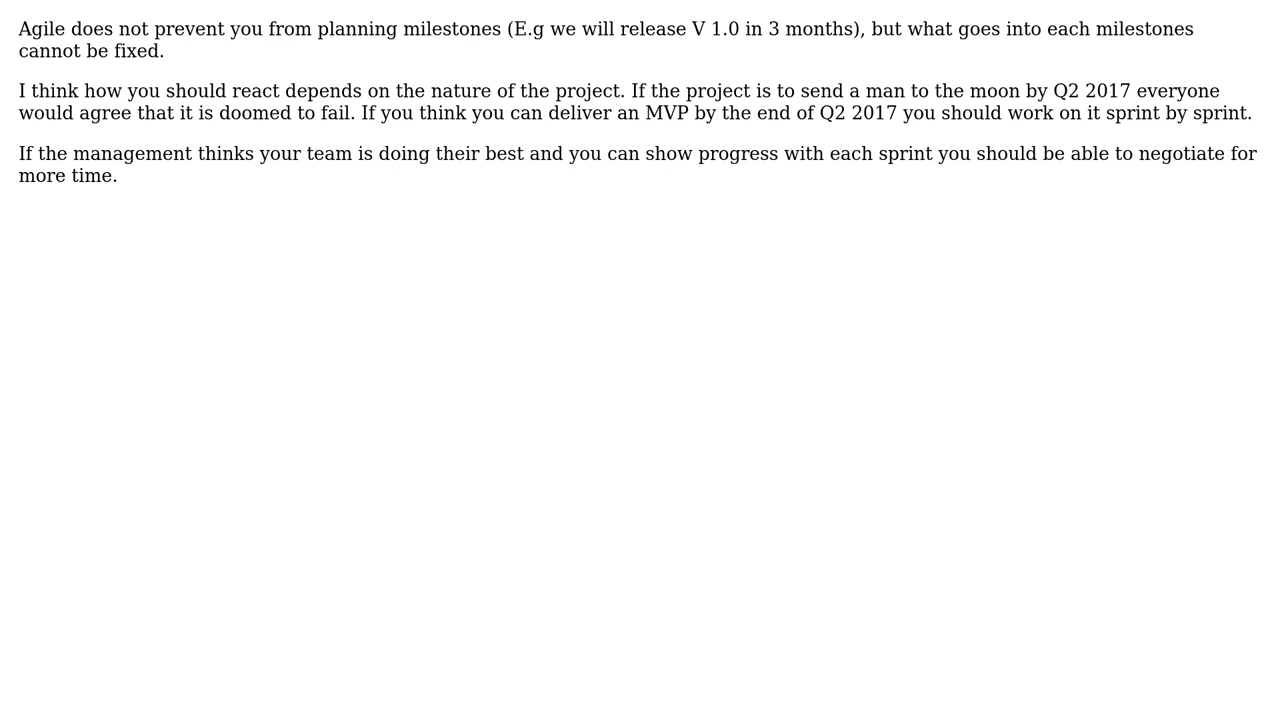 Agile does not prevent you from planning milestones (E.g we will release V 1.0 in 3 months), but what goes into each milestones
cannot be fixed.
I think how you should react depends on the nature of the project. If the project is to send a man to the moon by Q2 2017 everyone
would agree that it is doomed to fail. If you think you can deliver an MVP by the end of Q2 2017 you should work on it sprint by sprint.
If the management thinks your team is doing their best and you can show progress with each sprint you should be able to negotiate for
more time.